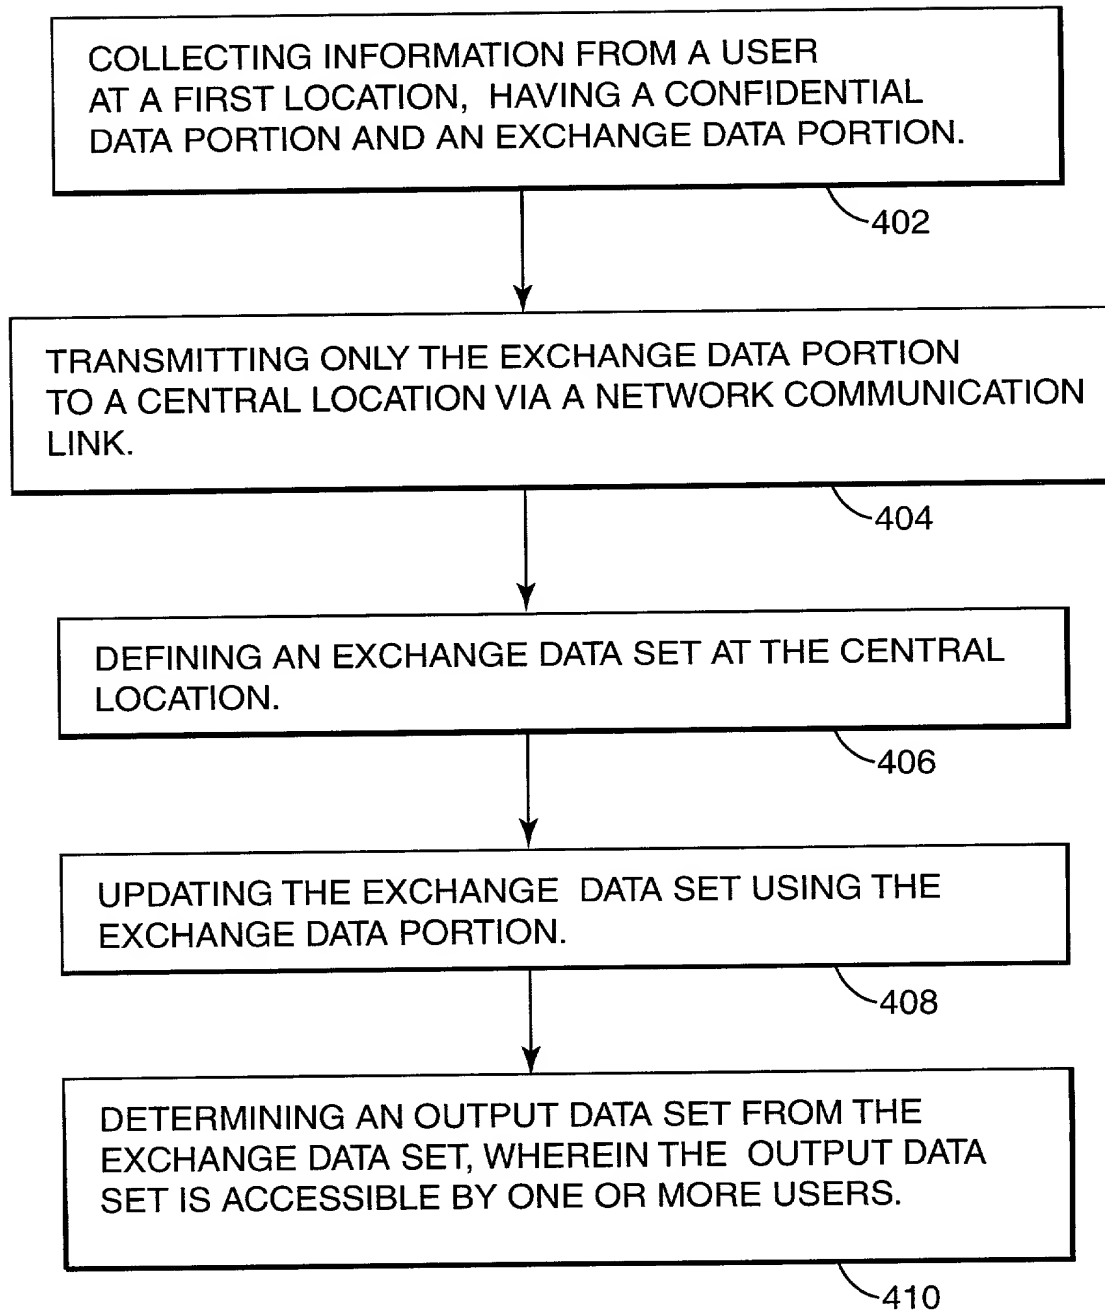 COLLECTING INFORMATION FROM A USER
AT A FIRST LOCATION, HAVING A CONFIDENTIAL
DATA PORTION AND AN EXCHANGE DATA PORTION.
402
TRANSMITTING ONLY THE EXCHANGE DATA PORTION
TO A CENTRAL LOCATION VIA A NETWORK COMMUNICATION
LINK.
404
DEFINING AN EXCHANGE DATA SET AT THE CENTRAL
LOCATION.
406
UPDATING THE EXCHANGE DATA SET USING THE
EXCHANGE DATA PORTION.
408
DETERMINING AN OUTPUT DATA SET FROM THE
EXCHANGE DATA SET, WHEREIN THE OUTPUT DATA
SET IS ACCESSIBLE BY ONE OR MORE USERS.
410